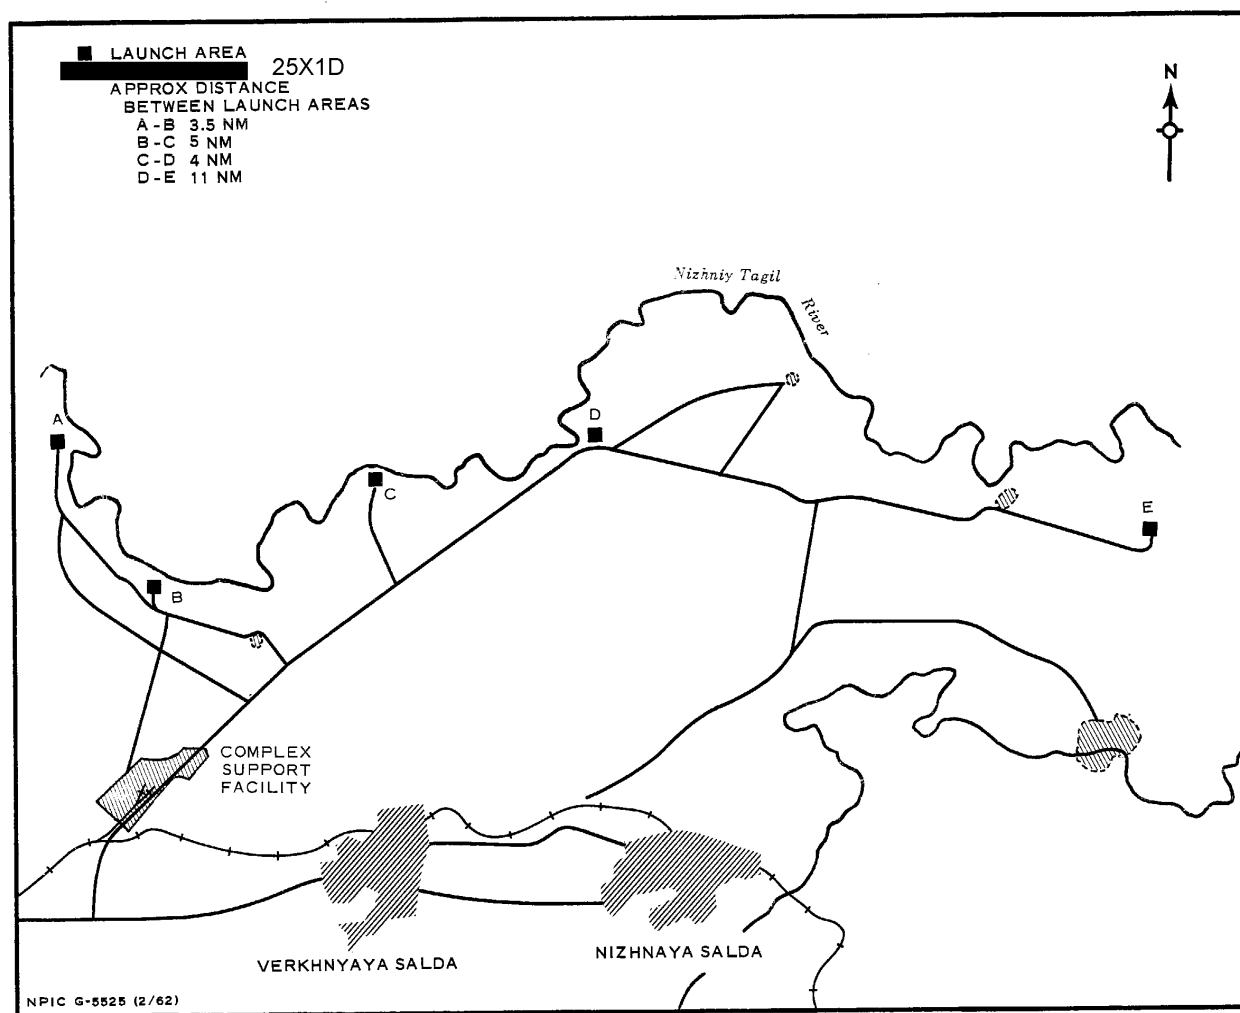 LAUNCH AREA
25X1D
APPROX DISTANCE
BETWEEN LAUNCH AREAS
A-B 3.5 NM
B-C 5 NM
C-D 4 NM
D-E 11 NM
N
Nizhniy Tagil
River
A
D
C
E
B
COMPLEX
SUPPORT
FACILITY
VERKHNYAYA SALDA
NIZHNAYA SALDA
NPIC G-5525 (2/62)